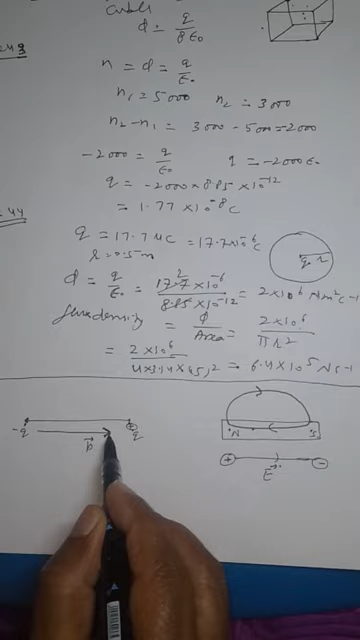 Cube
ϕ = q/8ε₀
n = ϕ = q/ε₀
n₁ = 5000 n₂ = 3000
n₂ - n₁ = 3000 - 5000 = -2000
-2000 = q/ε₀ q = -2000ε₀
q = -2000 × 8.85 × 10⁻¹²
= 1.77 × 10⁻⁸ C
q = 17.7 μC = 17.7 × 10⁻⁶ C
r = 0.5 m
q r
ϕ = q/ε₀ = 17.7 × 10⁻⁶ / 8.85 × 10⁻¹² = 2 × 10⁶ Nm²C⁻¹
flux density = ϕ/Area = 2 × 10⁶ / πr²
= 2 × 10⁶ / 4 × 3.14 × ⋅5² = 6.4 × 10⁵ NC⁻¹
-q q
p⃗
N S
+ -
E⃗